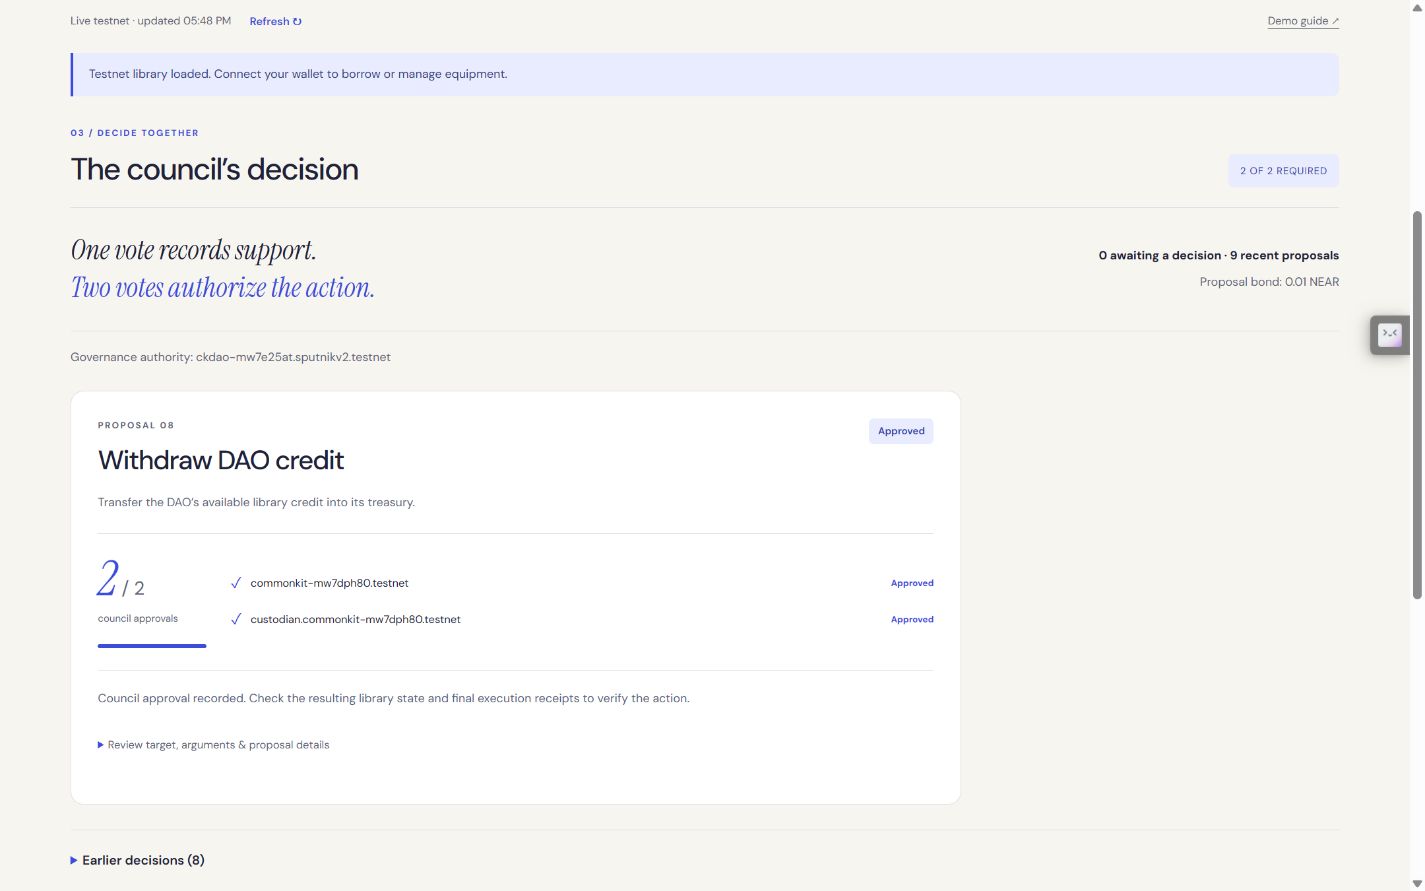 Live testnet · updated 05:48 PM Refresh ↻ Demo guide ↗
Testnet library loaded. Connect your wallet to borrow or manage equipment.
03 / DECIDE TOGETHER
The council’s decision
2 OF 2 REQUIRED
One vote records support.
Two votes authorize the action.
0 awaiting a decision · 9 recent proposals
Proposal bond: 0.01 NEAR
Governance authority: ckdao-mw7e25at.sputnikv2.testnet
PROPOSAL 08
Approved
Withdraw DAO credit
Transfer the DAO’s available library credit into its treasury.
2 / 2
council approvals
✓ commonkit-mw7dph80.testnet Approved
✓ custodian.commonkit-mw7dph80.testnet Approved
Council approval recorded. Check the resulting library state and final execution receipts to verify the action.
▶ Review target, arguments & proposal details
▶ Earlier decisions (8)